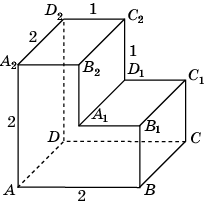 D₂ 1 C₂
2
A₂ B₂ 1
D₁ C₁
2 A₁ B₁
D C
A 2 B